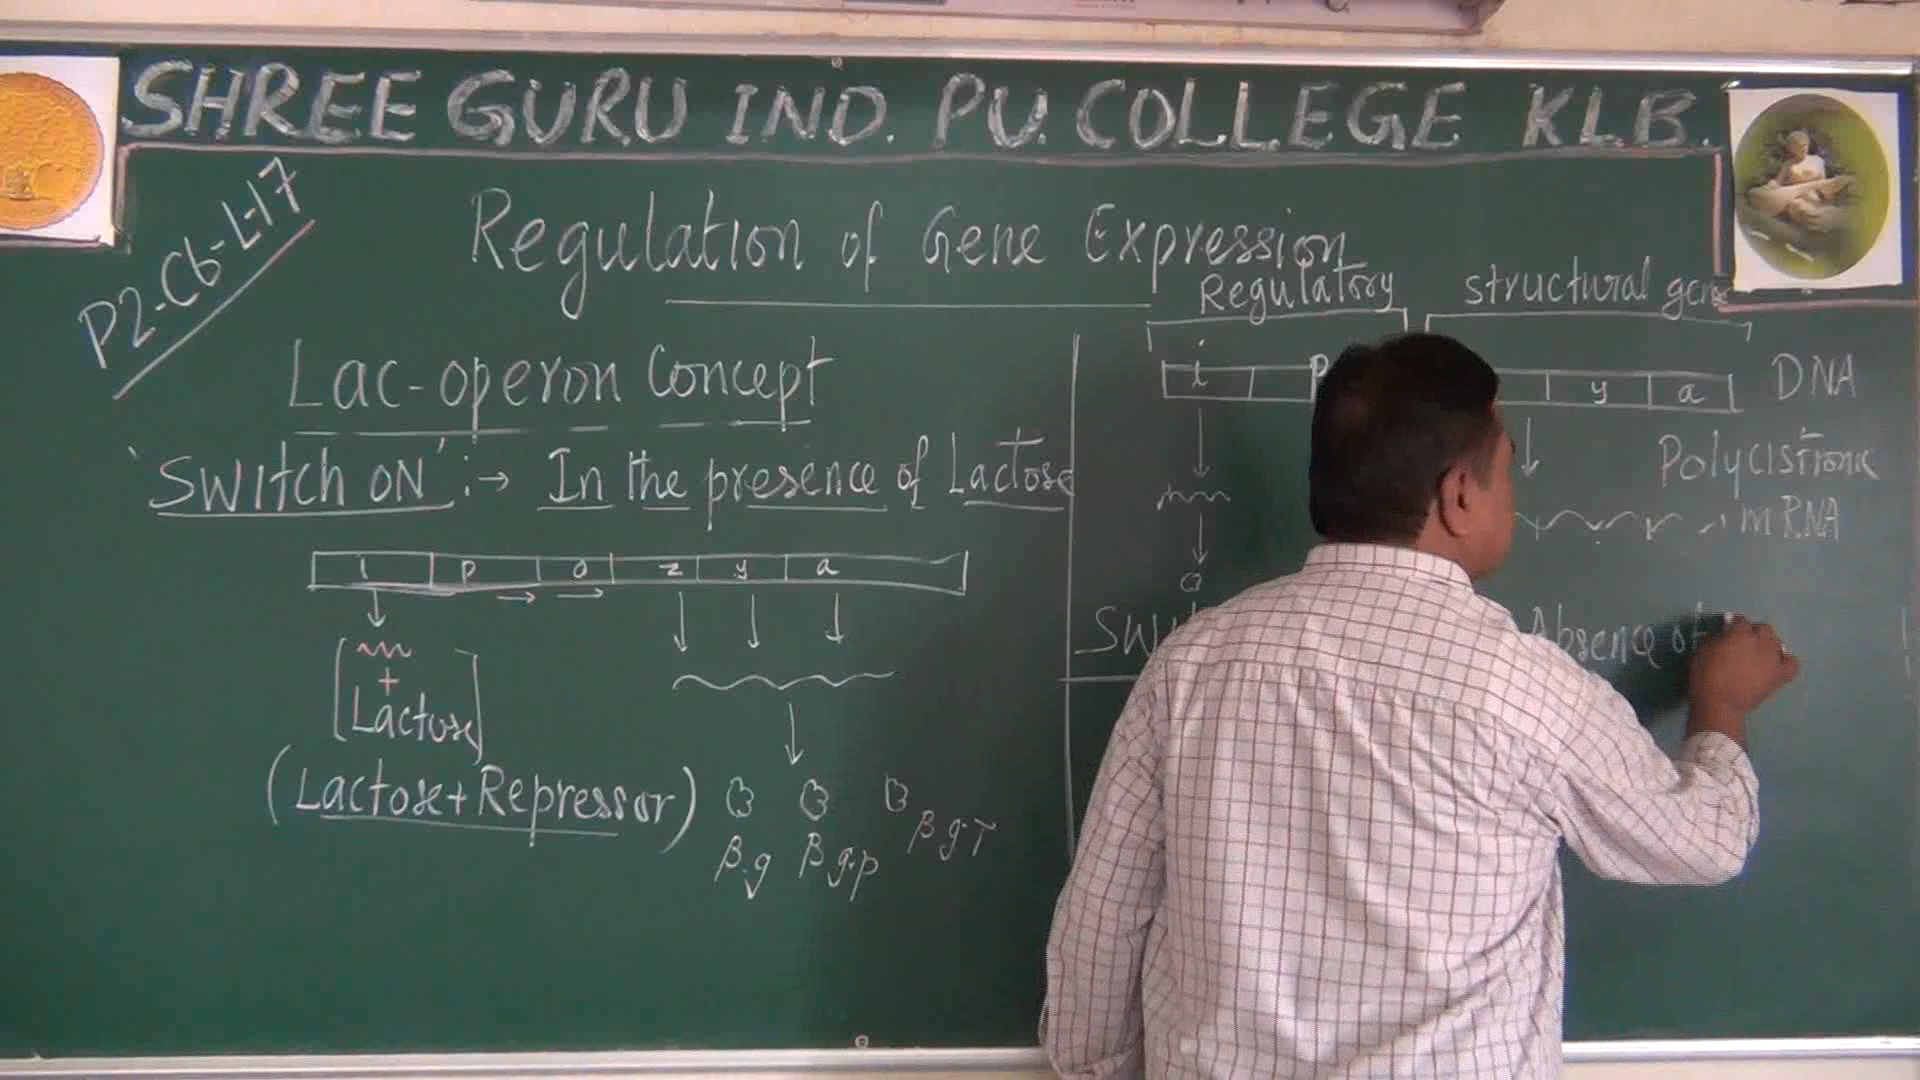 SHREE GURU IND. PU. COLLEGE KLB.
P2-C6-L-17
Regulation of Gene Expression
Lac-operon Concept
'Switch ON' :→ In the presence of Lactose
i p o z y a
+
Lactose
(Lactose+Repressor)
β.g β g.p β g.T
Regulatory structural gene
i P y a DNA
Polycistronic
mRNA
Absence of